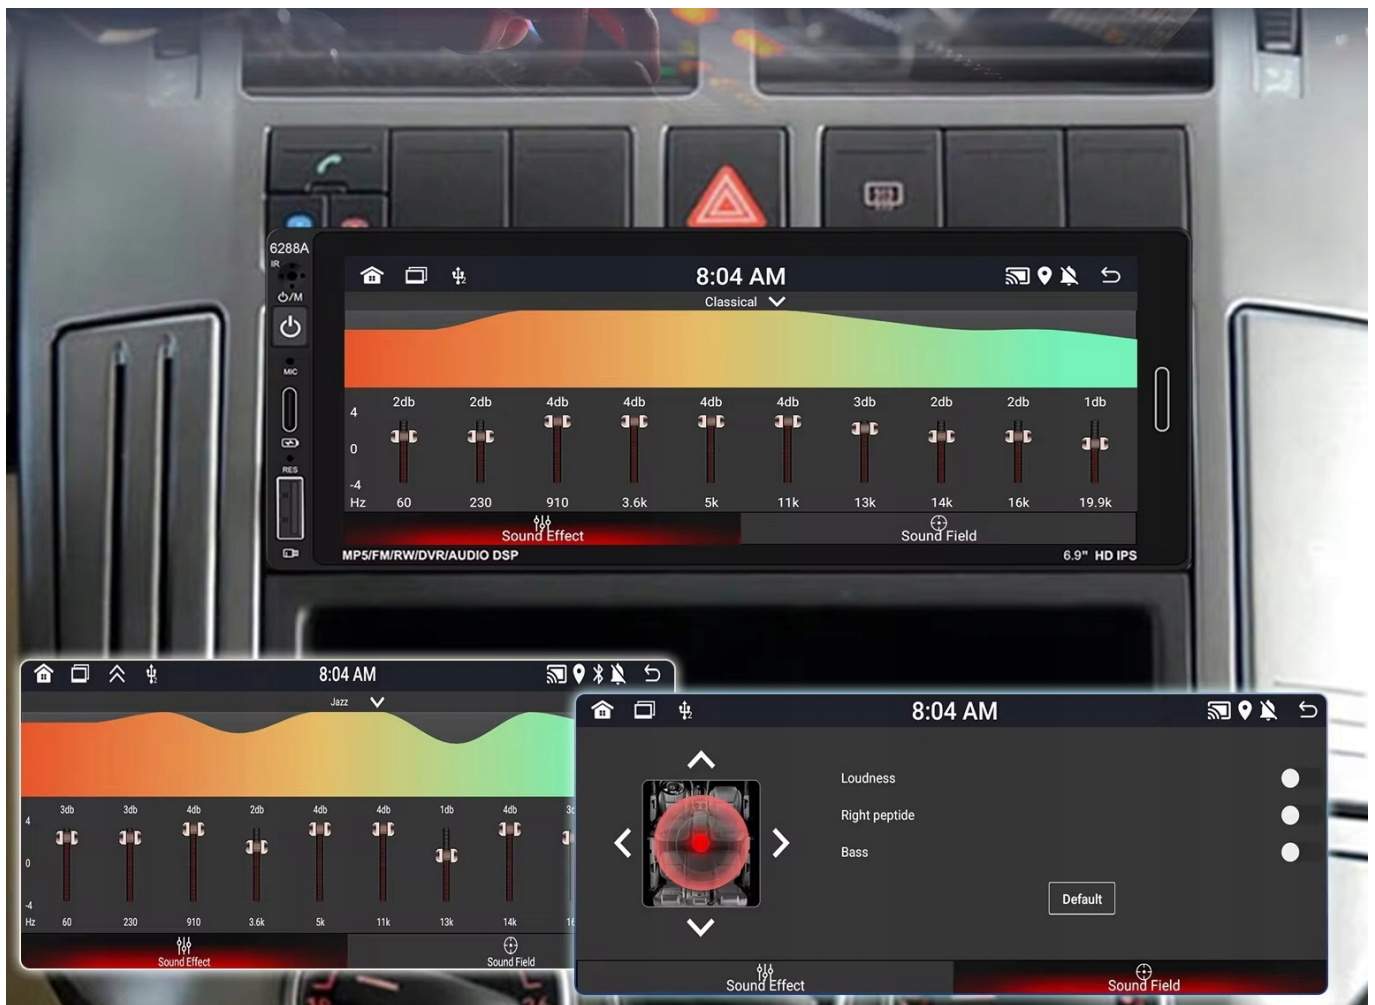 6288A
IR
⏻/M
MIC
RES
8:04 AM
Classical
2db 2db 4db 4db 4db 4db 3db 2db 2db 1db
4
0
-4
Hz 60 230 910 3.6k 5k 11k 13k 14k 16k 19.9k
Sound Effect Sound Field
MP5/FM/RW/DVR/AUDIO DSP 6.9" HD IPS
8:04 AM
Jazz
3db 3db 4db 2db 4db 4db 1db 4db
4
0
-4
Hz 60 230 910 3.6k 5k 11k 13k 14k
Sound Effect Sound Field
8:04 AM
Loudness
Right peptide
Bass
Default
Sound Effect Sound Field